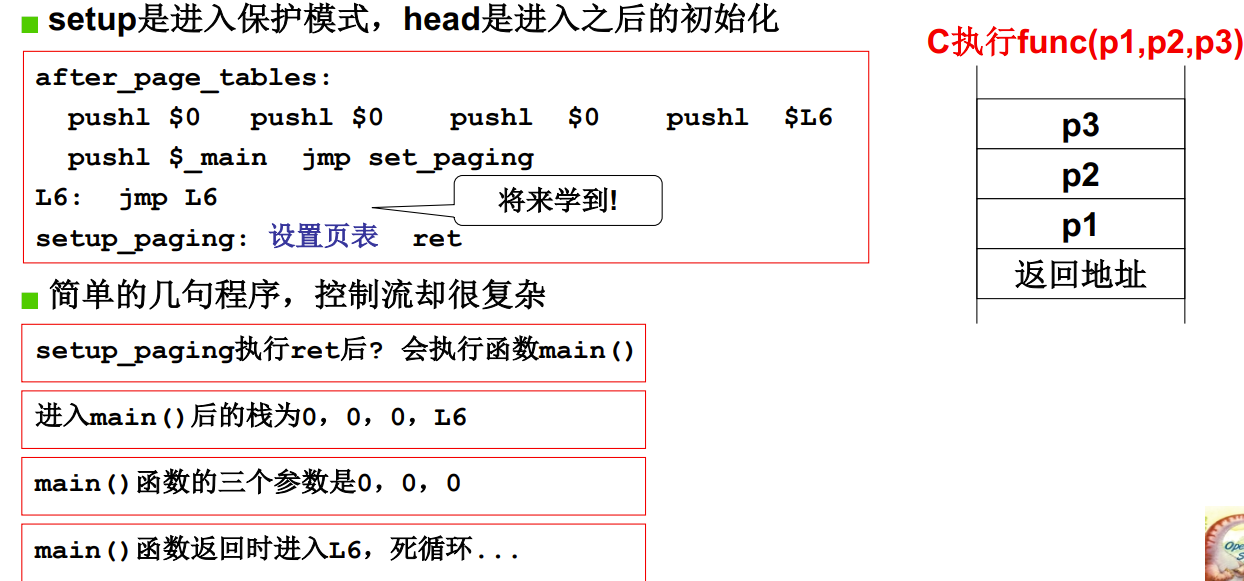 setup是进入保护模式，head是进入之后的初始化
after_page_tables:
pushl $0 pushl $0 pushl $0 pushl $L6
pushl $_main jmp set_paging
L6: jmp L6
将来学到!
setup_paging: 设置页表 ret
简单的几句程序，控制流却很复杂
setup_paging执行ret后? 会执行函数main()
进入main()后的栈为0，0，0，L6
main()函数的三个参数是0，0，0
main()函数返回时进入L6，死循环...
C执行func(p1,p2,p3)
p3
p2
p1
返回地址